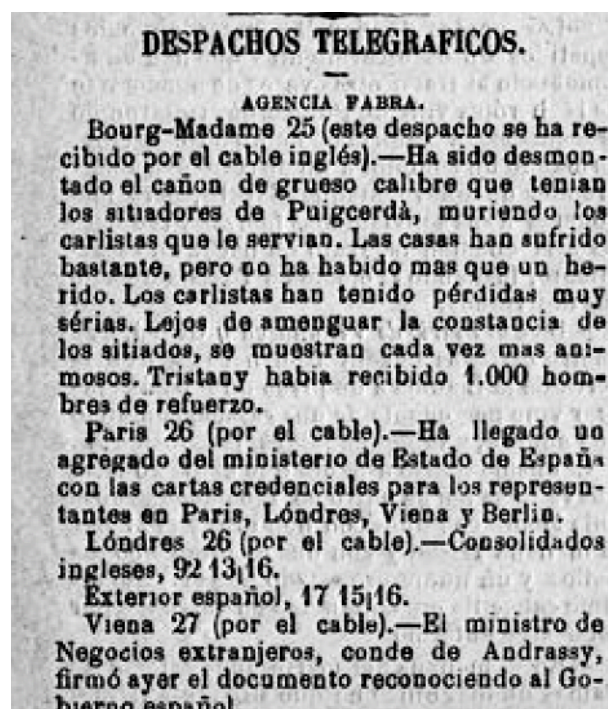 DESPACHOS TELEGRAFICOS.
AGENCIA FABRA.
Bourg-Madame 25 (este despacho se ha re-
cibido por el cable inglés).—Ha sido desmon-
tado el cañon de grueso calibre que tenian
los sitiadores de Puigcerdà, muriendo los
carlistas que le servian. Las casas han sufrido
bastante, pero no ha habido mas que un he-
rido. Los carlistas han tenido pérdidas muy
sérias. Lejos de amenguar la constancia de
los sitiados, se muestran cada vez mas ani-
mosos. Tristany habia recibido 1.000 hom-
bres de refuerzo.
Paris 26 (por el cable).—Ha llegado un
agregado del ministerio de Estado de España
con las cartas credenciales para los represen-
tantes en Paris, Lóndres, Viena y Berlin.
Lóndres 26 (por el cable).—Consolidados
ingleses, 92 13|16.
Exterior español, 17 15|16.
Viena 27 (por el cable).—El ministro de
Negocios extranjeros, conde de Andrassy,
firmó ayer el documento reconociendo al Go-
bierno español